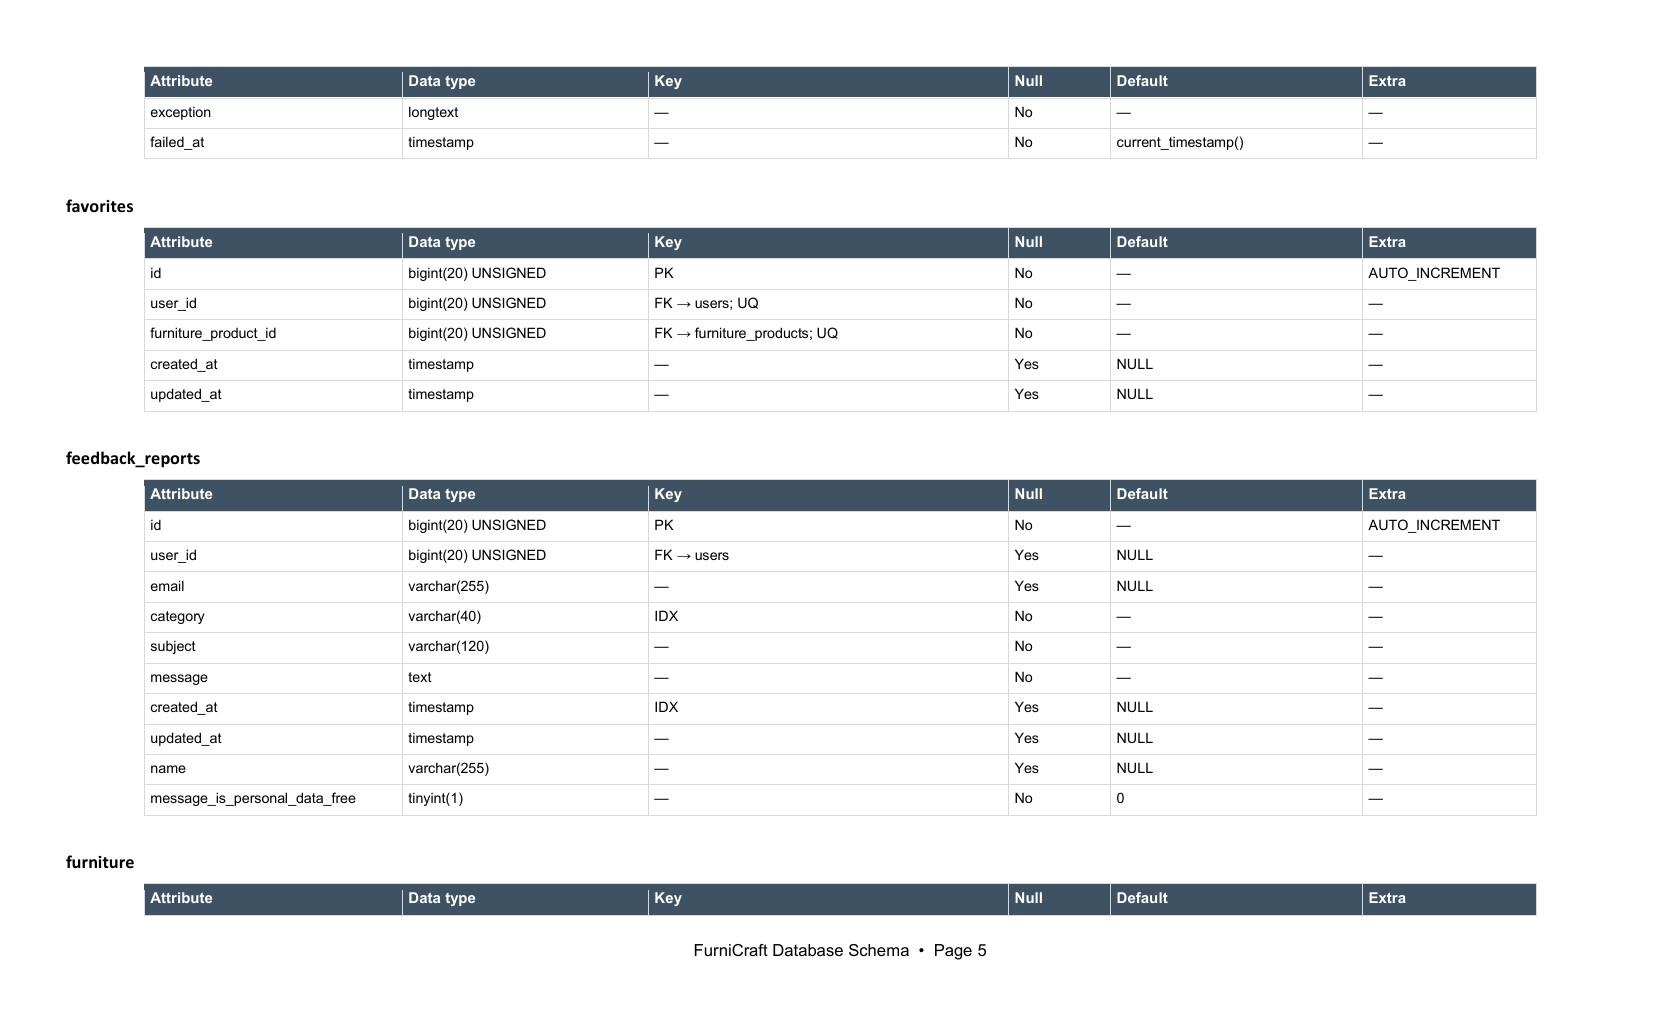 Attribute Data type Key Null Default Extra
exception longtext — No — —
failed_at timestamp — No current_timestamp() —
favorites
Attribute Data type Key Null Default Extra
id bigint(20) UNSIGNED PK No — AUTO_INCREMENT
user_id bigint(20) UNSIGNED FK → users; UQ No — —
furniture_product_id bigint(20) UNSIGNED FK → furniture_products; UQ No — —
created_at timestamp — Yes NULL —
updated_at timestamp — Yes NULL —
feedback_reports
Attribute Data type Key Null Default Extra
id bigint(20) UNSIGNED PK No — AUTO_INCREMENT
user_id bigint(20) UNSIGNED FK → users Yes NULL —
email varchar(255) — Yes NULL —
category varchar(40) IDX No — —
subject varchar(120) — No — —
message text — No — —
created_at timestamp IDX Yes NULL —
updated_at timestamp — Yes NULL —
name varchar(255) — Yes NULL —
message_is_personal_data_free tinyint(1) — No 0 —
furniture
Attribute Data type Key Null Default Extra
FurniCraft Database Schema • Page 5